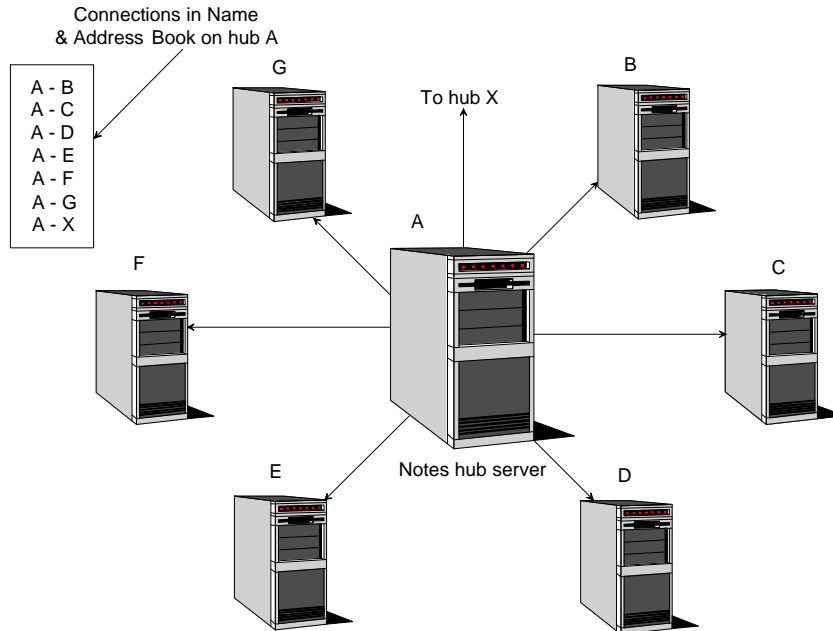 Connections in Name
& Address Book on hub A
A - B
A - C
A - D
A - E
A - F
A - G
A - X
G
B
To hub X
A
F
C
E
Notes hub server
D